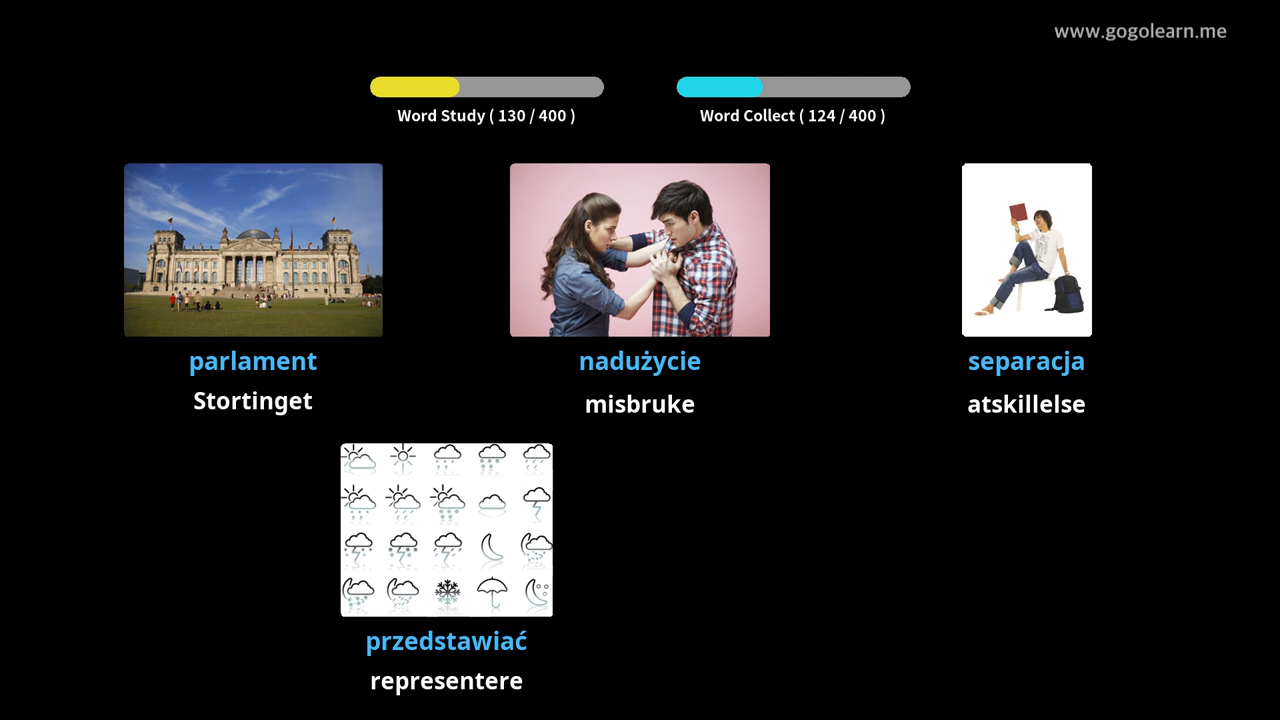 www.gogolearn.me
Word Study ( 130 / 400 )
Word Collect ( 124 / 400 )
parlament
Stortinget
nadużycie
misbruke
separacja
atskillelse
przedstawiać
representere